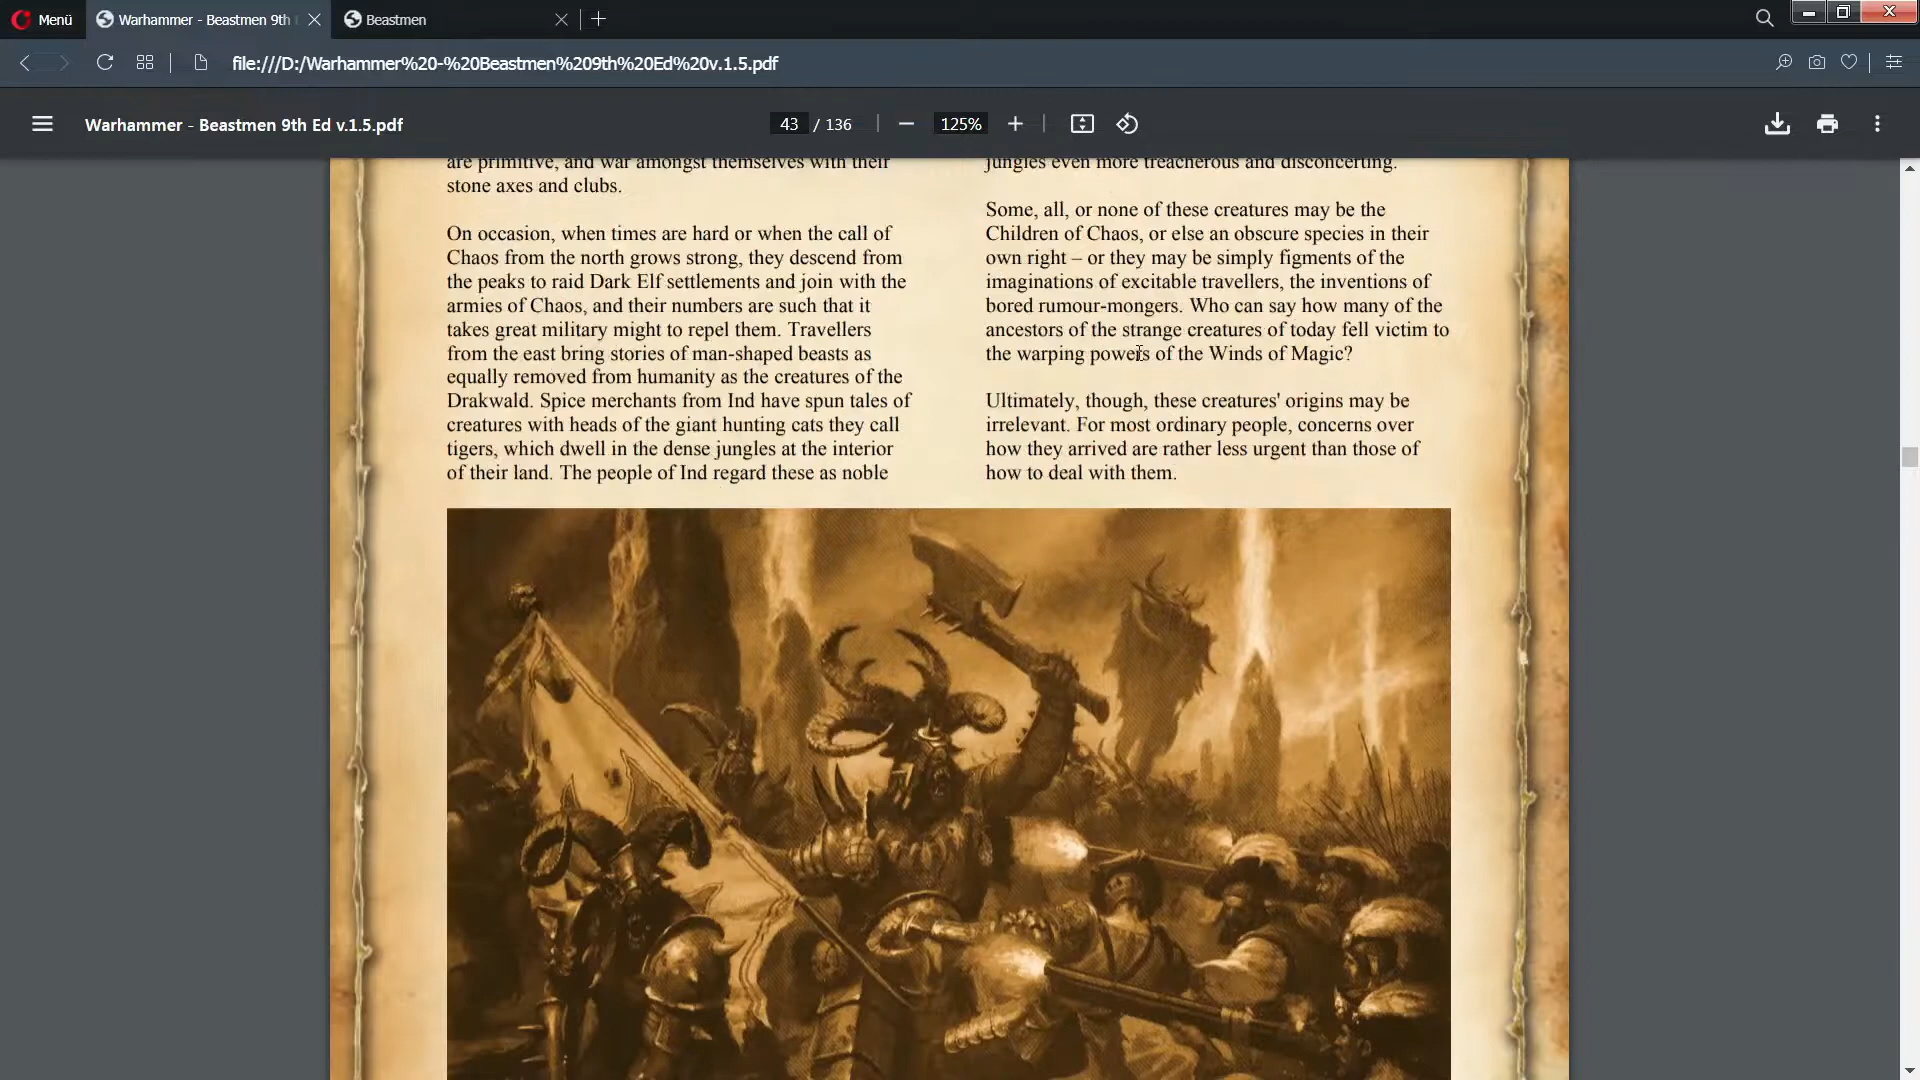 Menü
Warhammer - Beastmen 9th
Beastmen
file:///D:/Warhammer%20-%20Beastmen%209th%20Ed%20v.1.5.pdf
Warhammer - Beastmen 9th Ed v.1.5.pdf
43 / 136
125%
are primitive, and war amongst themselves with their
stone axes and clubs.
On occasion, when times are hard or when the call of
Chaos from the north grows strong, they descend from
the peaks to raid Dark Elf settlements and join with the
armies of Chaos, and their numbers are such that it
takes great military might to repel them. Travellers
from the east bring stories of man-shaped beasts as
equally removed from humanity as the creatures of the
Drakwald. Spice merchants from Ind have spun tales of
creatures with heads of the giant hunting cats they call
tigers, which dwell in the dense jungles at the interior
of their land. The people of Ind regard these as noble
jungles even more treacherous and disconcerting.
Some, all, or none of these creatures may be the
Children of Chaos, or else an obscure species in their
own right – or they may be simply figments of the
imaginations of excitable travellers, the inventions of
bored rumour-mongers. Who can say how many of the
ancestors of the strange creatures of today fell victim to
the warping powers of the Winds of Magic?
Ultimately, though, these creatures' origins may be
irrelevant. For most ordinary people, concerns over
how they arrived are rather less urgent than those of
how to deal with them.